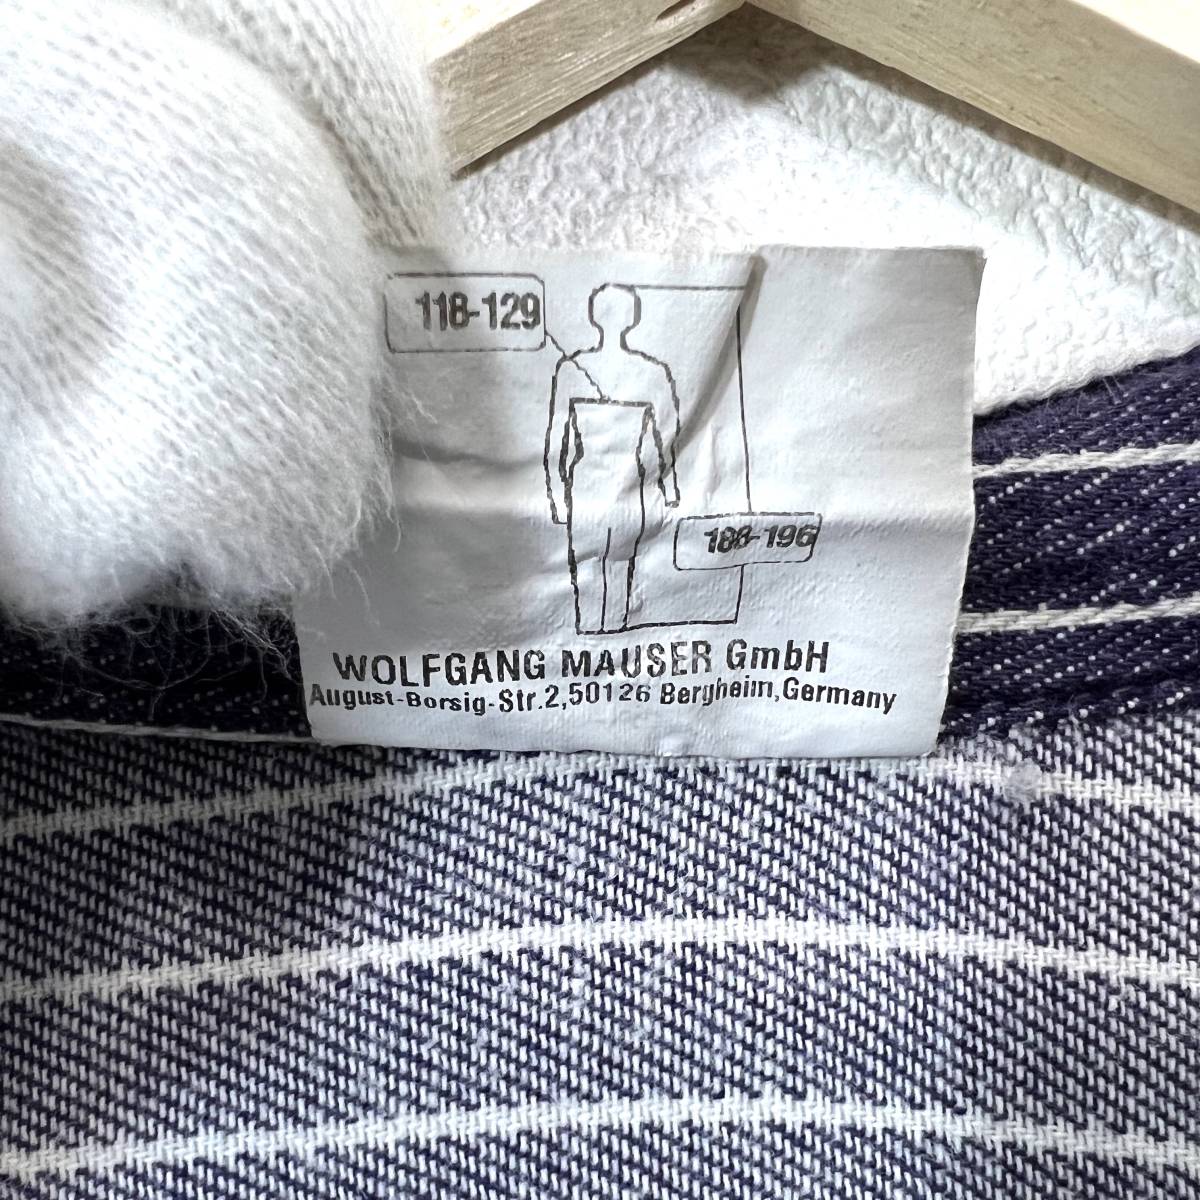 118-129
188-196
WOLFGANG MAUSER GmbH
August-Borsig-Str.2,50126 Bergheim,Germany